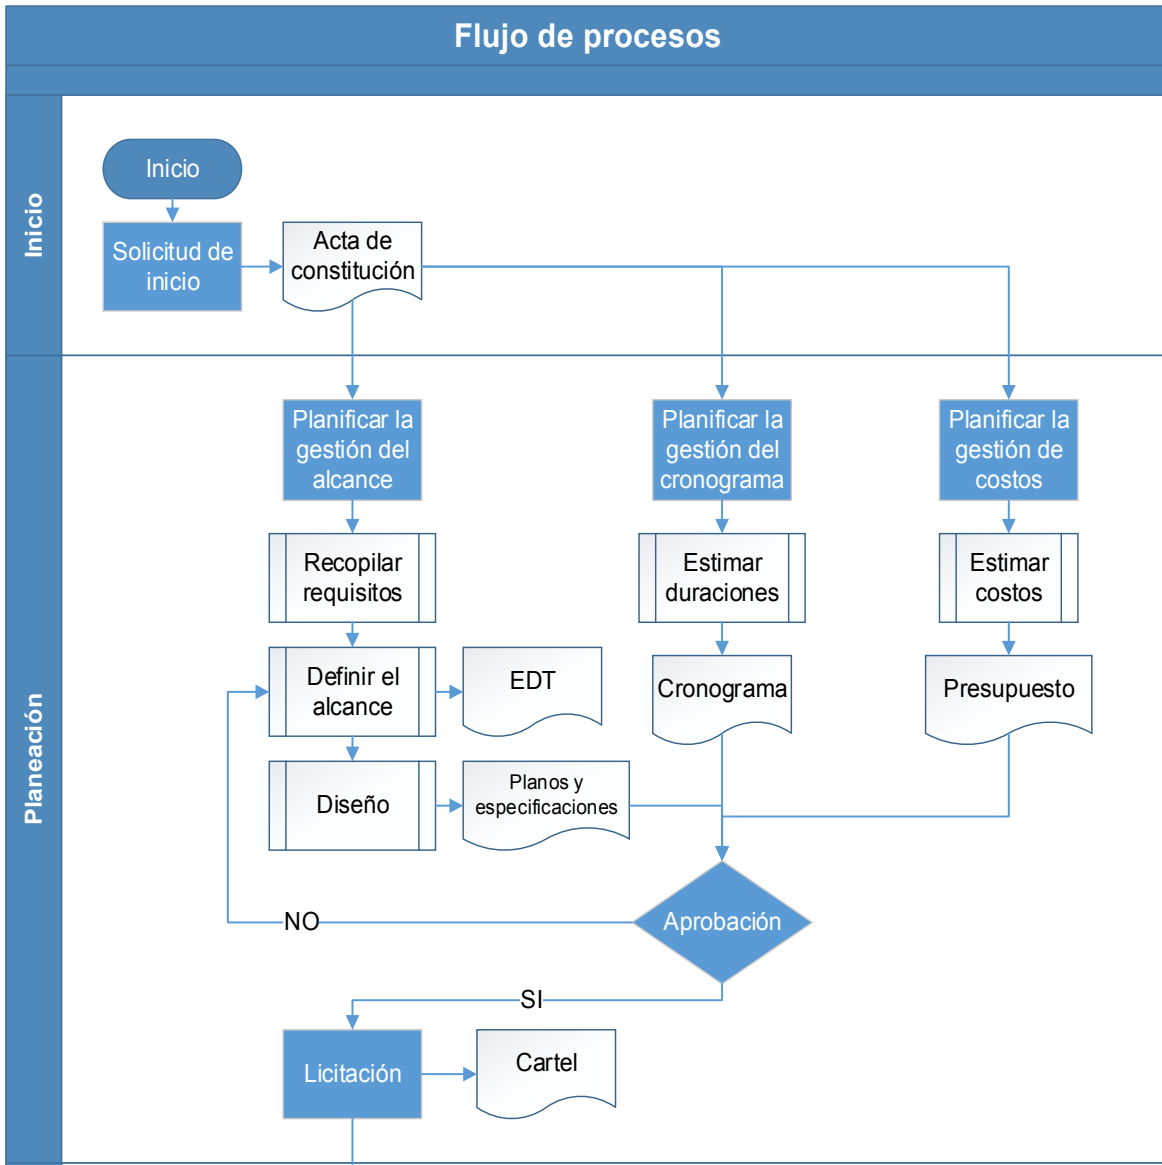 Flujo de procesos
Inicio
Inicio
Solicitud de
inicio
Acta de
constitución
Planeación
Planificar la
gestión del
alcance
Planificar la
gestión del
cronograma
Planificar la
gestión de
costos
Recopilar
requisitos
Estimar
duraciones
Estimar
costos
Definir el
alcance
EDT
Cronograma
Presupuesto
Diseño
Planos y
especificaciones
Aprobación
NO
SI
Licitación
Cartel